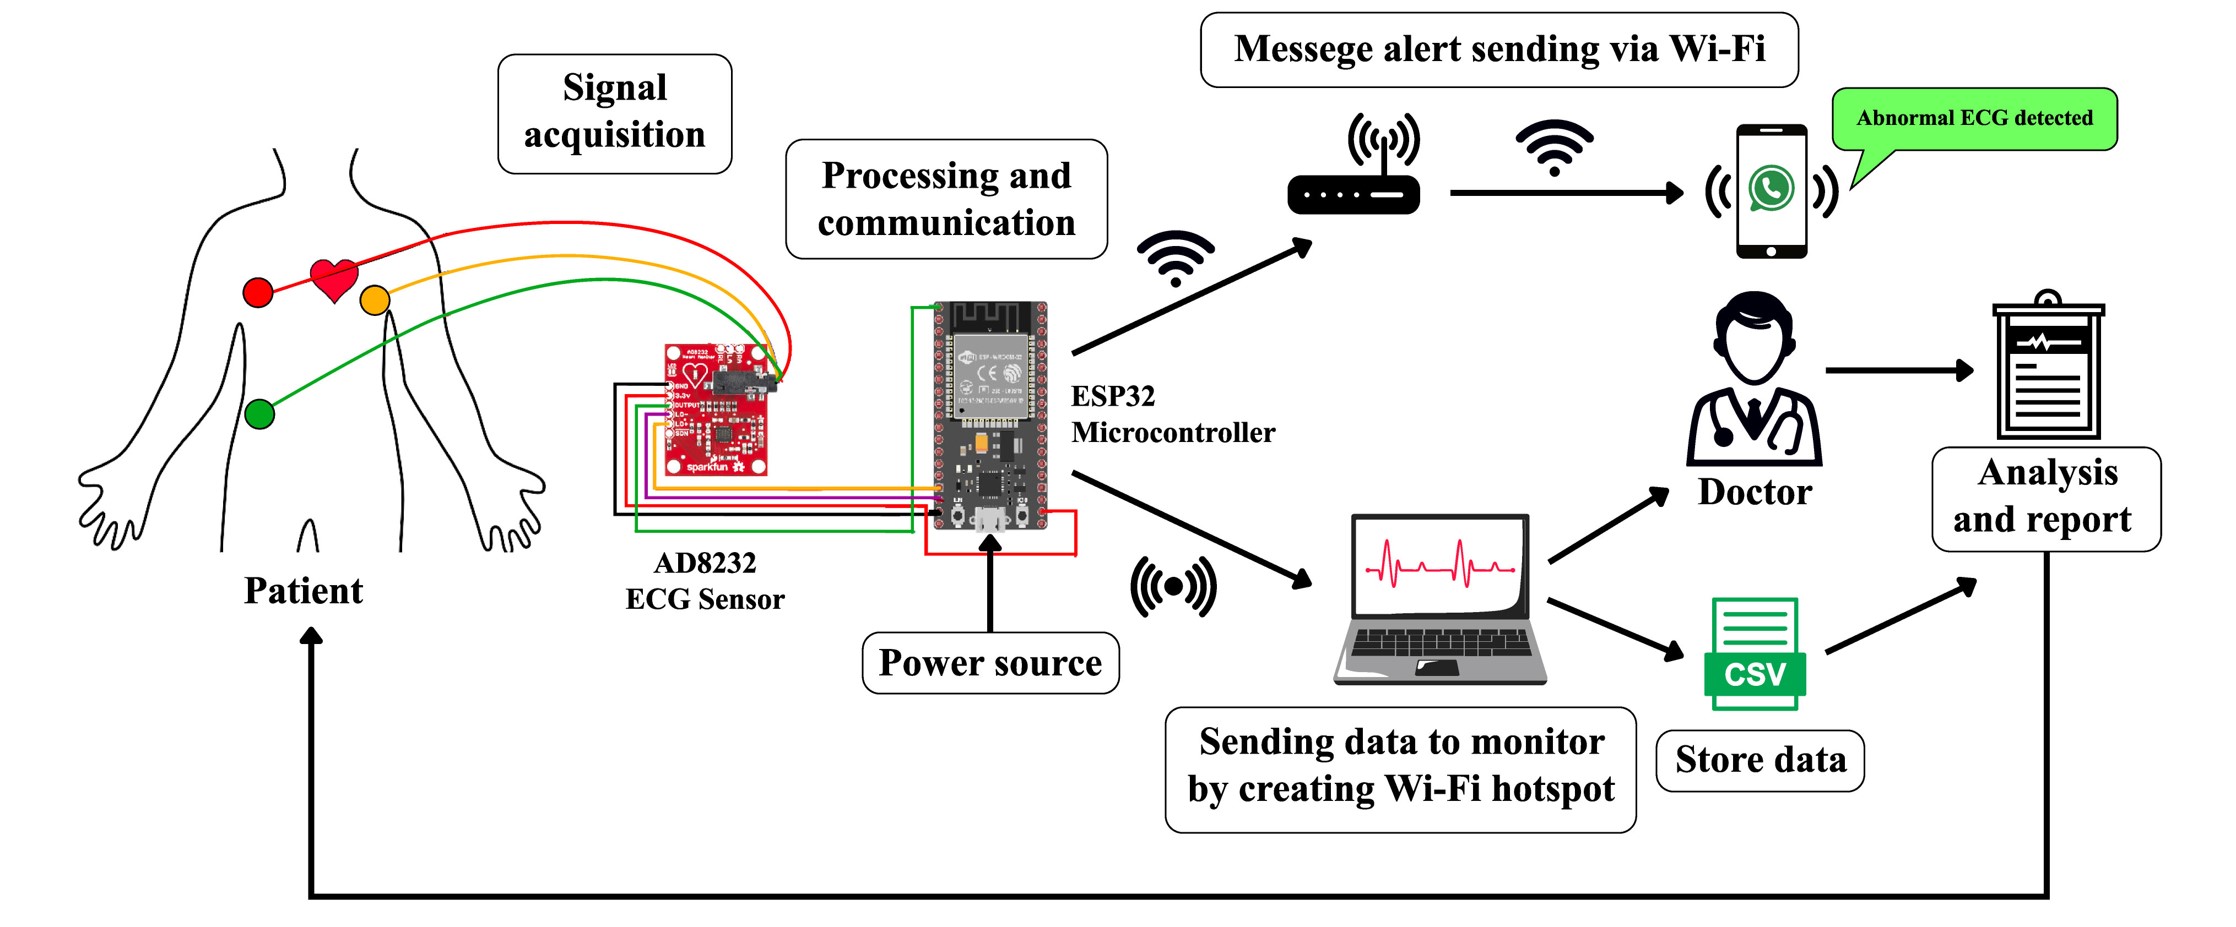 Signal
acquisition
Processing and
communication
Messege alert sending via Wi-Fi
Abnormal ECG detected
AD8232
Heart Monitor
GND
3.3v
OUTPUT
LO-
LO+
SDN
sparkfun
AD8232
ECG Sensor
ESP32
Microcontroller
Patient
Power source
Doctor
Analysis
and report
CSV
Store data
Sending data to monitor
by creating Wi-Fi hotspot